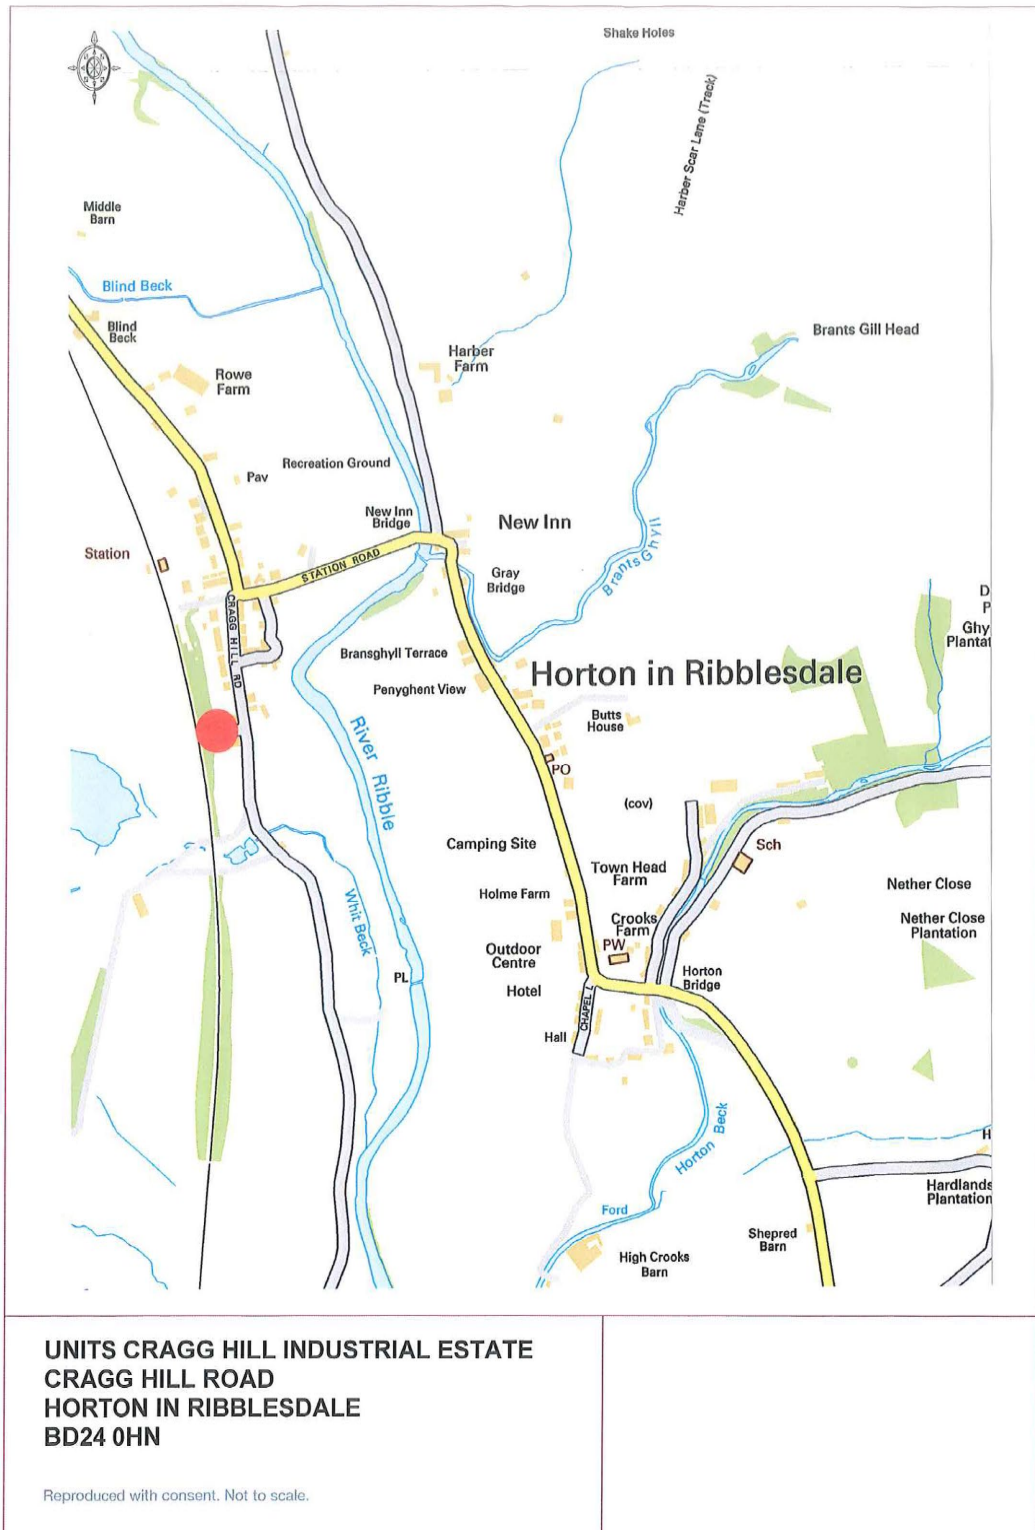 Shake Holes
Harber Scar Lane (Track)
Middle
Barn
Blind Beck
Blind
Beck
Brants Gill Head
Harber
Farm
Rowe
Farm
Recreation Ground
Pav
New Inn
Bridge
New Inn
Station
STATION ROAD
Brants Ghyll
Gray
Bridge
CRAGG HILL RD
D
P
Ghy
Plantat
Bransghyll Terrace
Horton in Ribblesdale
Penyghent View
Butts
House
River Ribble
PO
(cov)
Camping Site
Sch
Town Head
Farm
Holme Farm
Nether Close
Whit Beck
Crooks
Farm
Nether Close
Plantation
PW
Outdoor
Centre
PL
Horton
Bridge
Hotel
CHAPEL L
Hall
Horton Beck
H
Hardlands
Plantation
Ford
Shepred
Barn
High Crooks
Barn
UNITS CRAGG HILL INDUSTRIAL ESTATE
CRAGG HILL ROAD
HORTON IN RIBBLESDALE
BD24 0HN
Reproduced with consent. Not to scale.